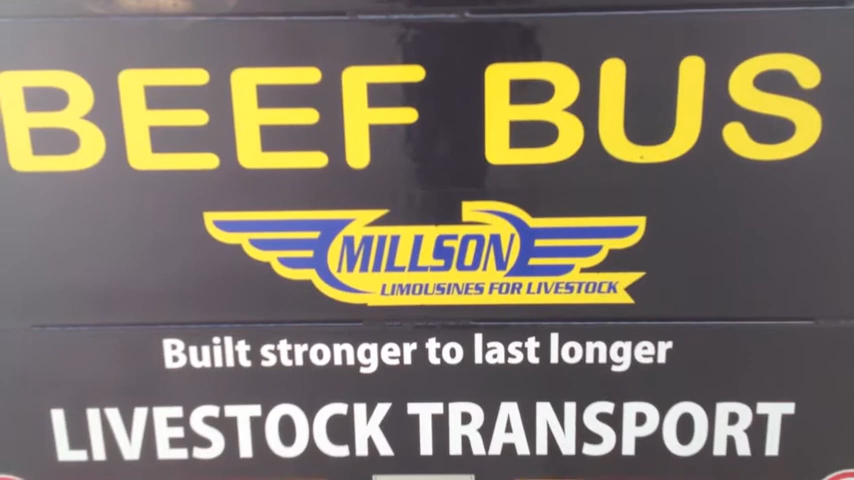 BEEF BUS
MILLSON
LIMOUSINES FOR LIVESTOCK
Built stronger to last longer
LIVESTOCK TRANSPORT